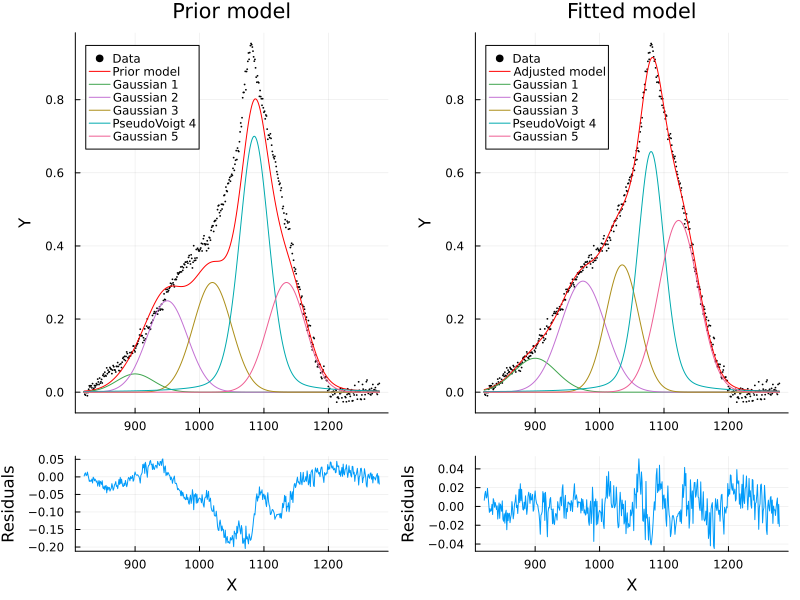 Prior model
Data
Prior model
Gaussian 1
Gaussian 2
Gaussian 3
PseudoVoigt 4
Gaussian 5
Y
0.8
0.6
0.4
0.2
0.0
900
1000
1100
1200
Residuals
0.05
0.00
−0.05
−0.10
−0.15
−0.20
900
1000
1100
1200
X
Fitted model
Data
Adjusted model
Gaussian 1
Gaussian 2
Gaussian 3
PseudoVoigt 4
Gaussian 5
Y
0.8
0.6
0.4
0.2
0.0
900
1000
1100
1200
Residuals
0.04
0.02
0.00
−0.02
−0.04
900
1000
1100
1200
X